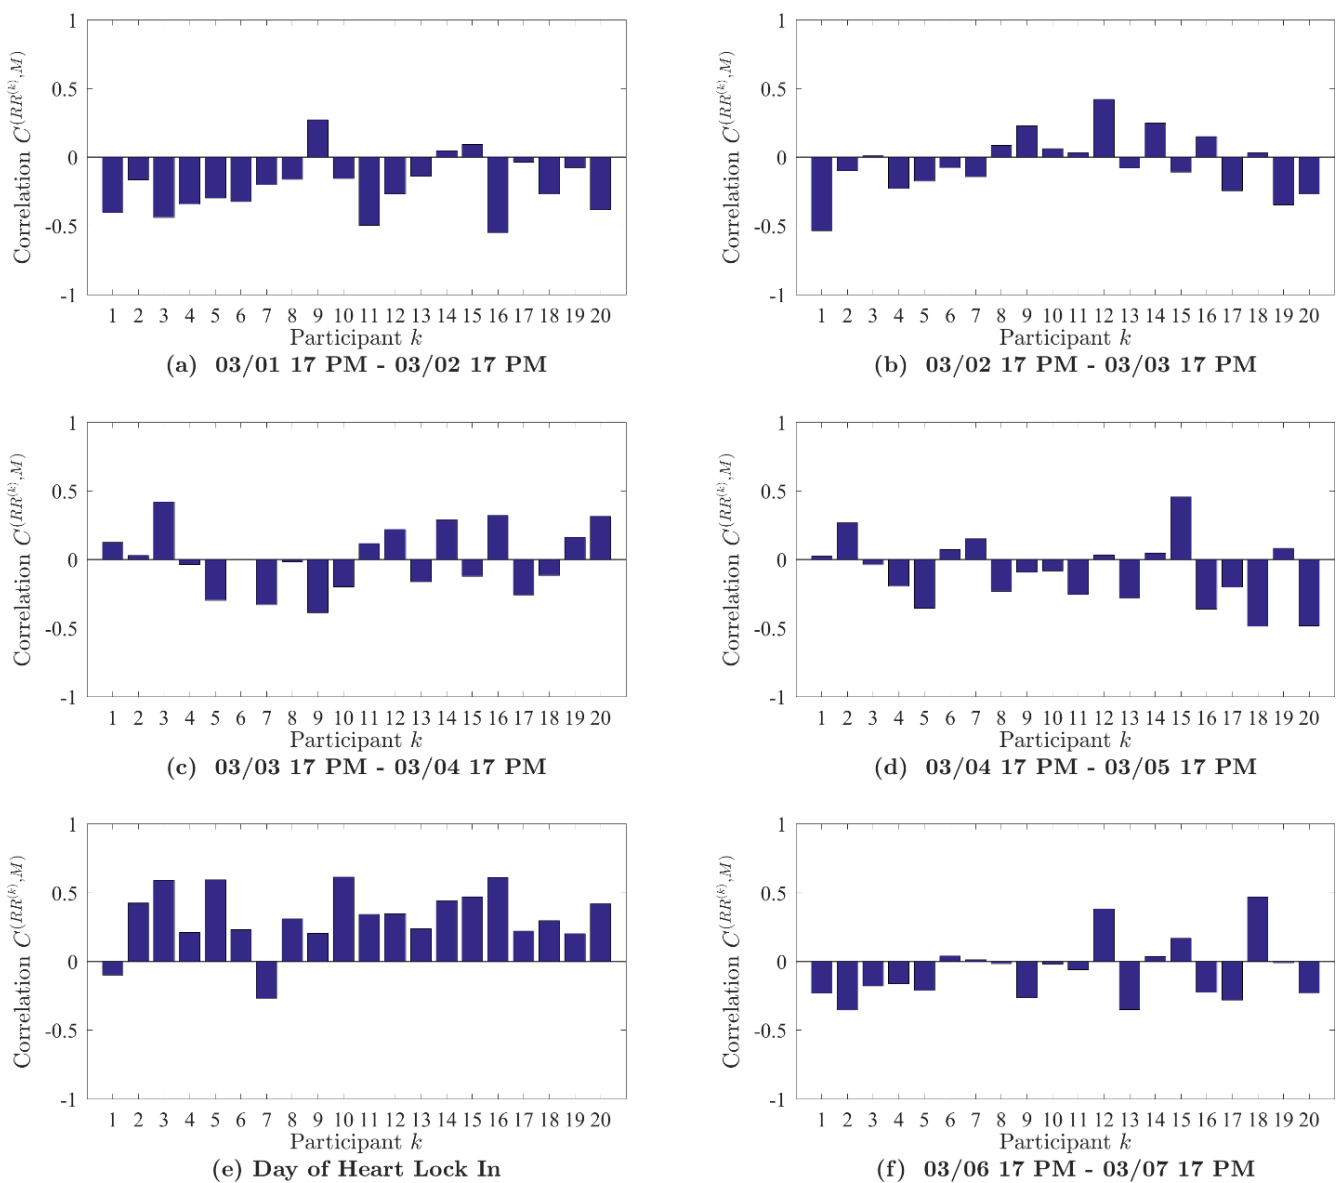 1
0.5
0
-0.5
-1
Correlation C^(RR^(k),M)
1 2 3 4 5 6 7 8 9 10 11 12 13 14 15 16 17 18 19 20
Participant k
(a) 03/01 17 PM - 03/02 17 PM
1
0.5
0
-0.5
-1
Correlation C^(RR^(k),M)
1 2 3 4 5 6 7 8 9 10 11 12 13 14 15 16 17 18 19 20
Participant k
(b) 03/02 17 PM - 03/03 17 PM
1
0.5
0
-0.5
-1
Correlation C^(RR^(k),M)
1 2 3 4 5 6 7 8 9 10 11 12 13 14 15 16 17 18 19 20
Participant k
(c) 03/03 17 PM - 03/04 17 PM
1
0.5
0
-0.5
-1
Correlation C^(RR^(k),M)
1 2 3 4 5 6 7 8 9 10 11 12 13 14 15 16 17 18 19 20
Participant k
(d) 03/04 17 PM - 03/05 17 PM
1
0.5
0
-0.5
-1
Correlation C^(RR^(k),M)
1 2 3 4 5 6 7 8 9 10 11 12 13 14 15 16 17 18 19 20
Participant k
(e) Day of Heart Lock In
1
0.5
0
-0.5
-1
Correlation C^(RR^(k),M)
1 2 3 4 5 6 7 8 9 10 11 12 13 14 15 16 17 18 19 20
Participant k
(f) 03/06 17 PM - 03/07 17 PM